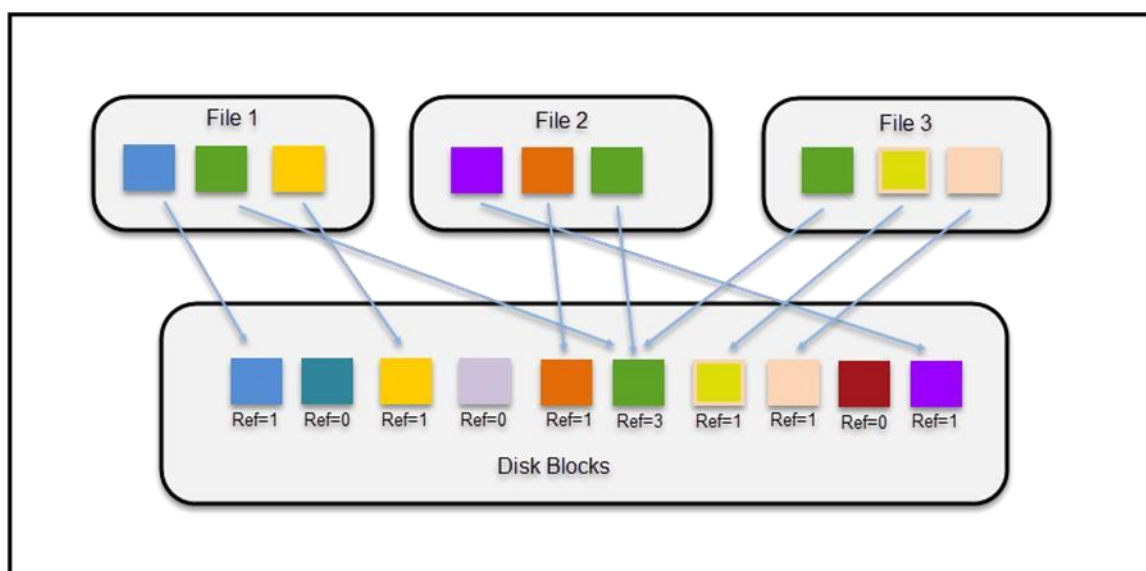 File 1
File 2
File 3
Ref=1
Ref=0
Ref=1
Ref=0
Ref=1
Ref=3
Ref=1
Ref=1
Ref=0
Ref=1
Disk Blocks